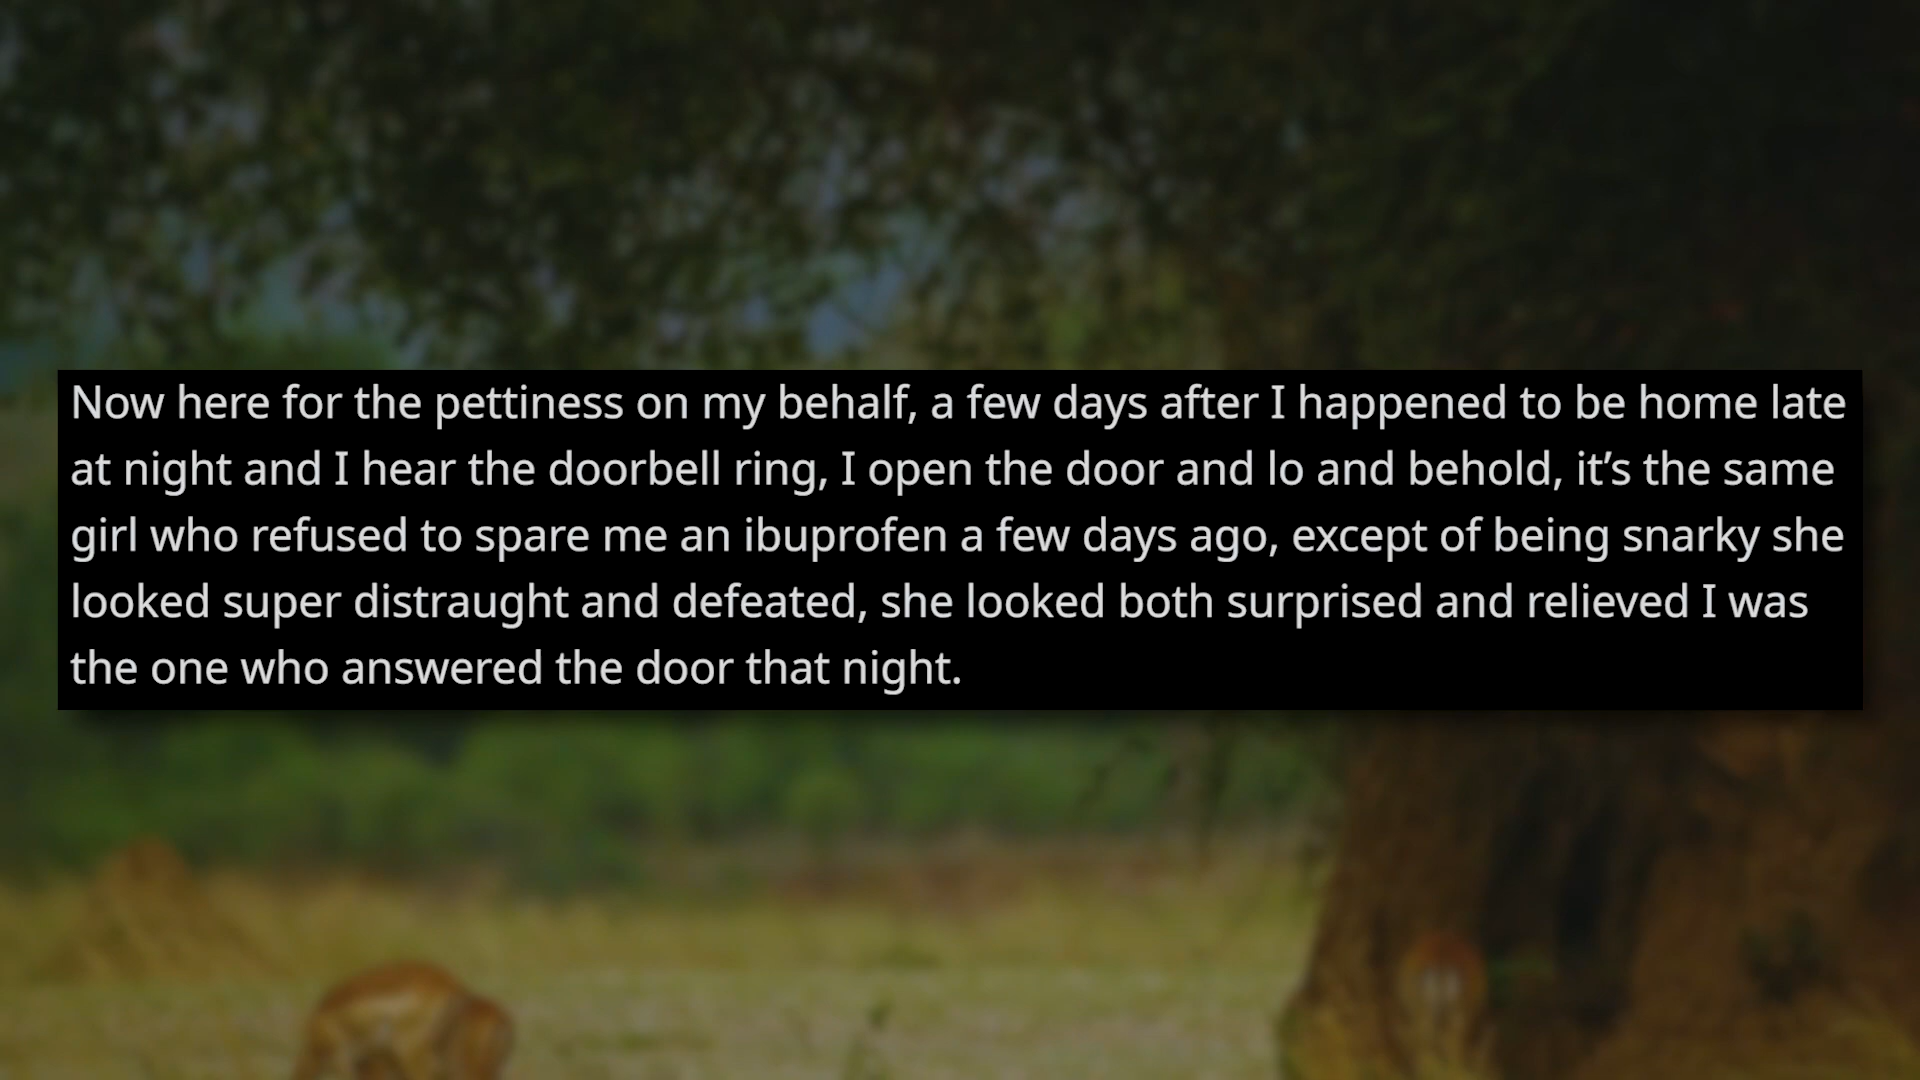 Now here for the pettiness on my behalf, a few days after I happened to be home late
at night and I hear the doorbell ring, I open the door and lo and behold, it’s the same
girl who refused to spare me an ibuprofen a few days ago, except of being snarky she
looked super distraught and defeated, she looked both surprised and relieved I was
the one who answered the door that night.